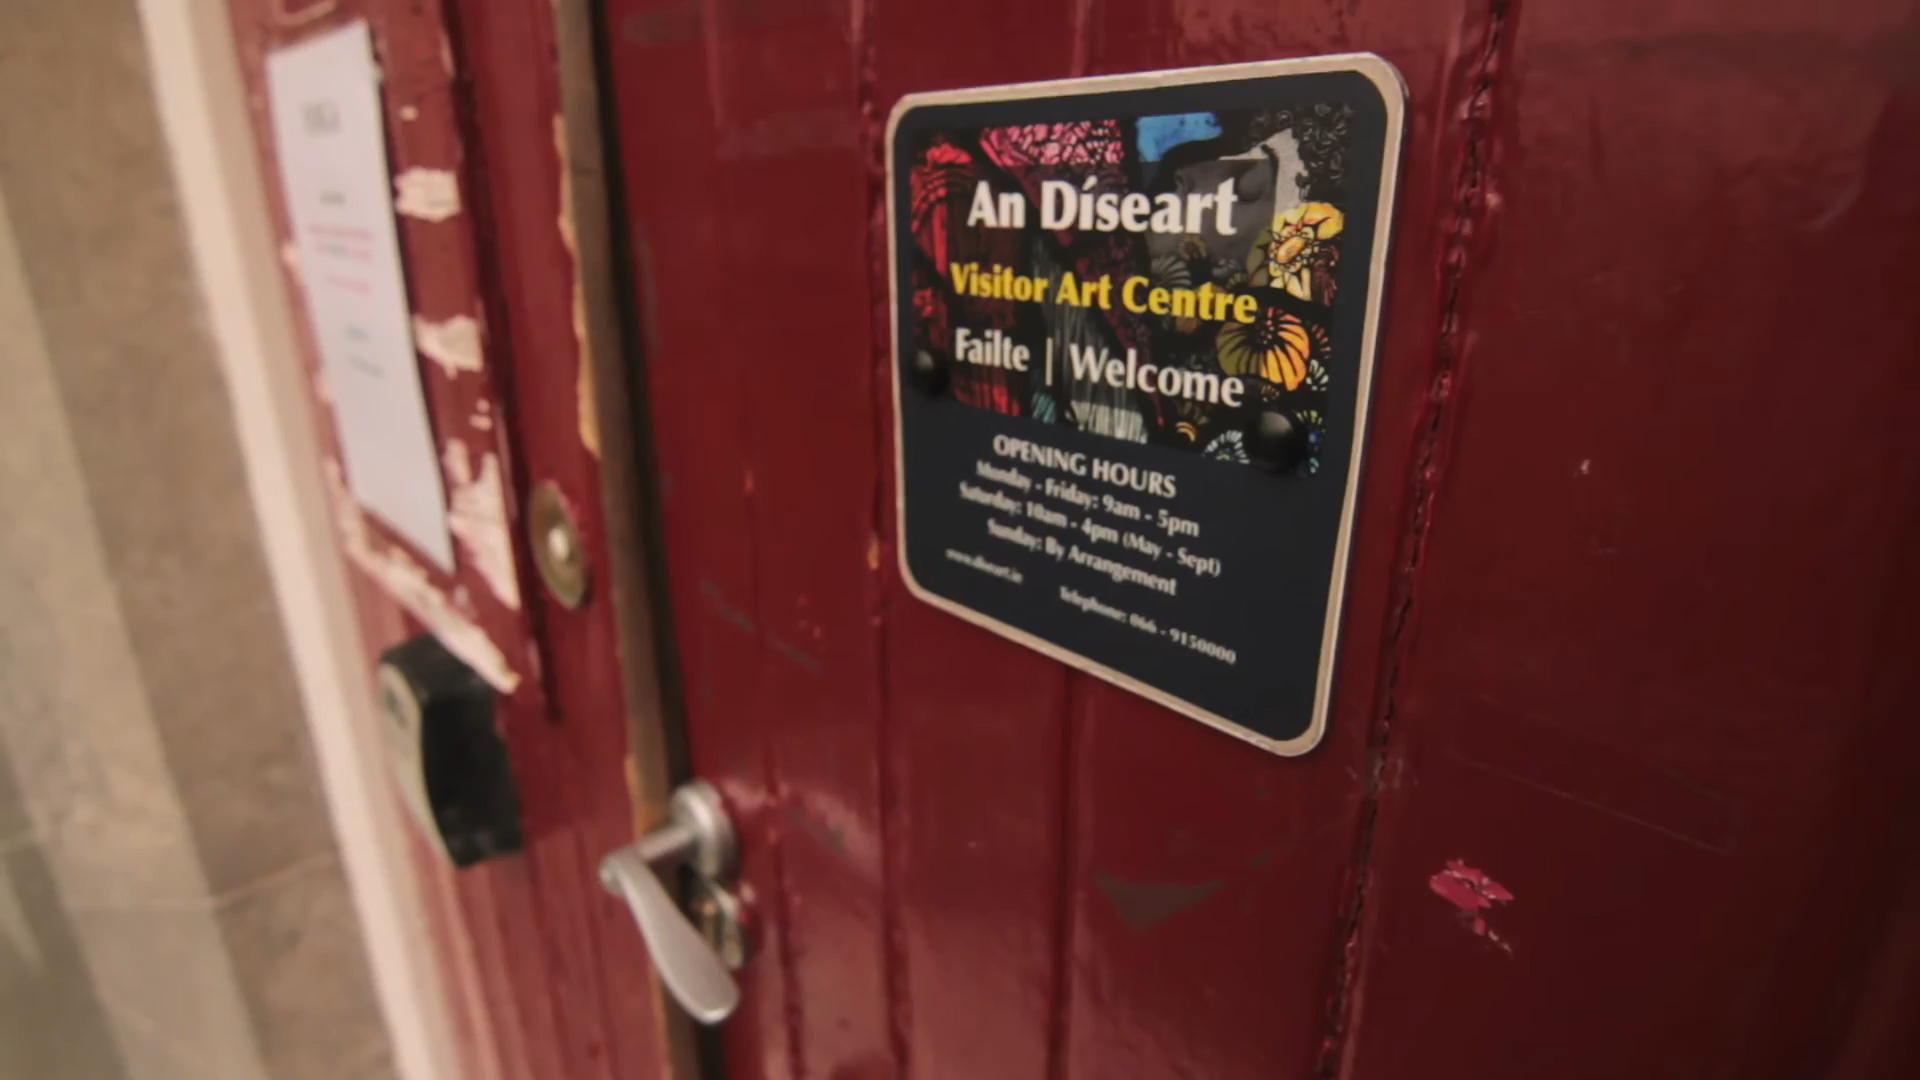 An Díseart
Visitor Art Centre
Failte | Welcome
OPENING HOURS
Monday - Friday: 9am - 5pm
Saturday: 10am - 4pm (May - Sept)
Sunday: By Arrangement
www.diseart.ie
Telephone: 066 - 9150000